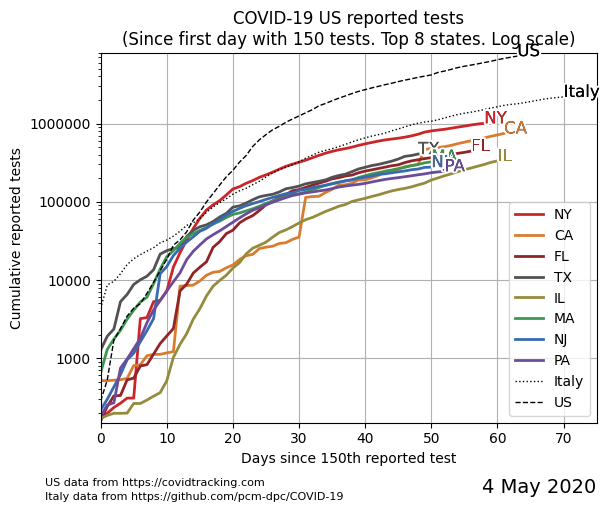 COVID-19 US reported tests
(Since first day with 150 tests. Top 8 states. Log scale)
US
Italy
NY
CA
FL
TX
MA
IL
NJ
PA
Cumulative reported tests
1000000
100000
10000
1000
NY
CA
FL
TX
IL
MA
NJ
PA
Italy
US
0 10 20 30 40 50 60 70
Days since 150th reported test
US data from https://covidtracking.com
Italy data from https://github.com/pcm-dpc/COVID-19
4 May 2020